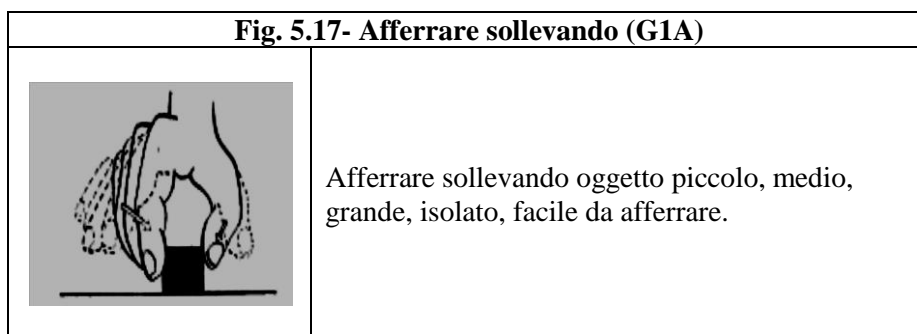 Fig. 5.17- Afferrare sollevando (G1A)
Afferrare sollevando oggetto piccolo, medio,
grande, isolato, facile da afferrare.